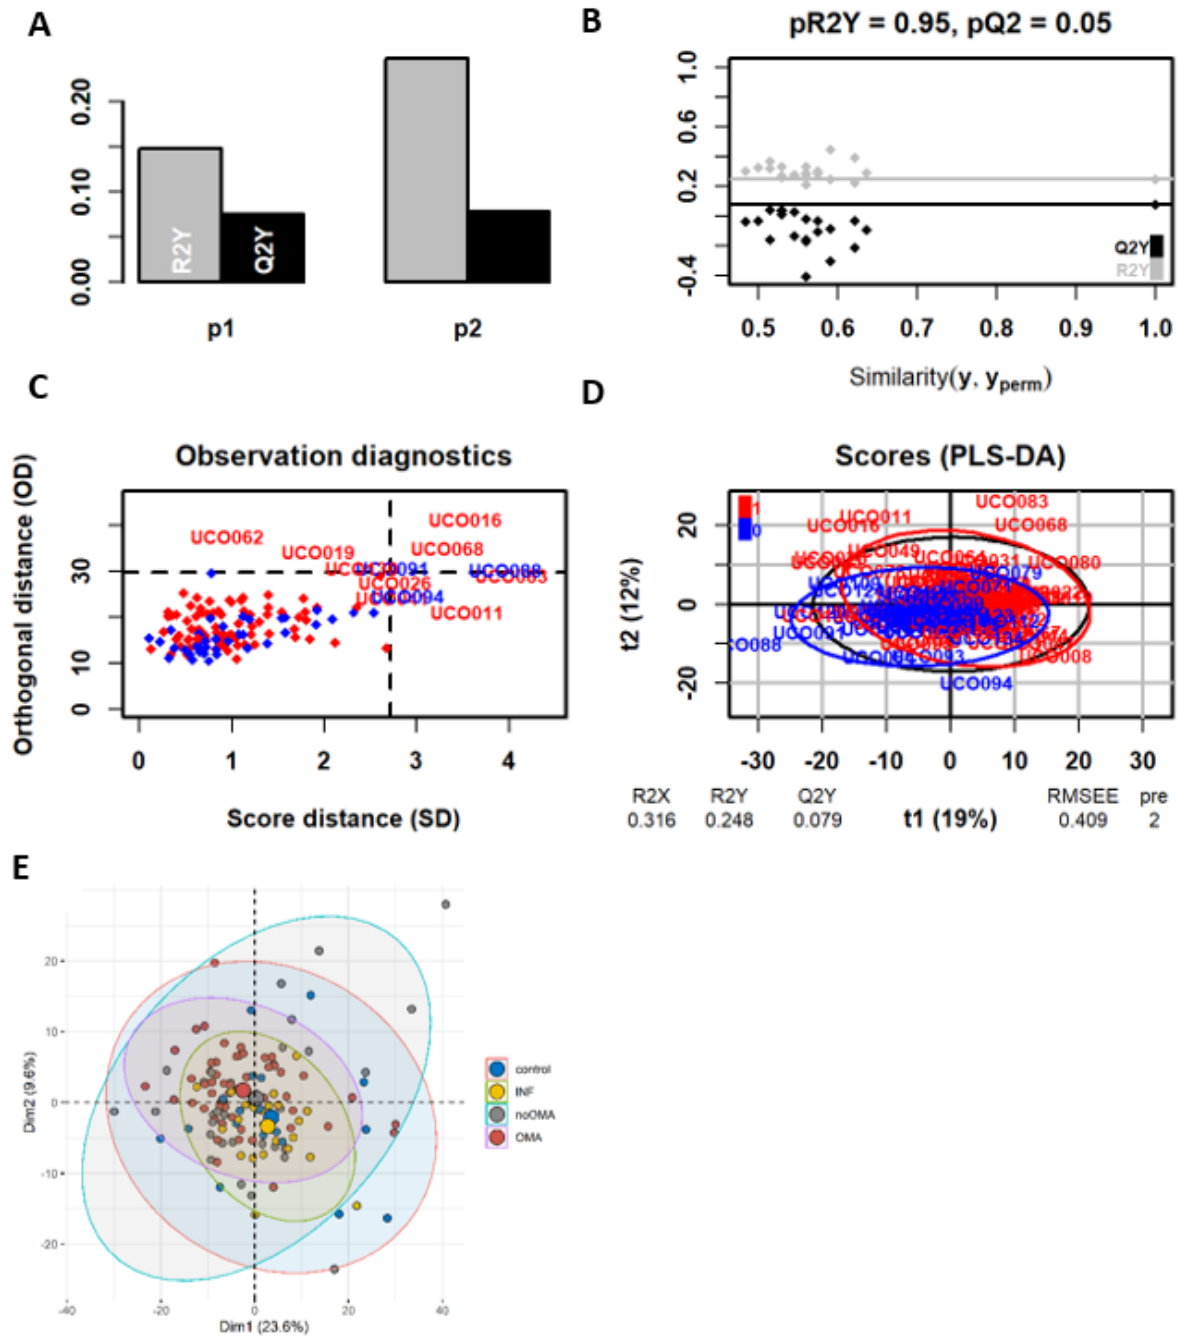 A
0.00
0.10
0.20
R2Y
Q2Y
p1
p2
B
pR2Y = 0.95, pQ2 = 0.05
1.0
0.6
0.2
-0.4
Q2Y
R2Y
0.5 0.6 0.7 0.8 0.9 1.0
Similarity(y, yperm)
C
Observation diagnostics
Orthogonal distance (OD)
0
10
30
UCO062
UCO019
UCO016
UCO068
UCO091
UCO088
UCO026
UCO094
UCO011
0 1 2 3 4
Score distance (SD)
D
Scores (PLS-DA)
t2 (12%)
20
0
-20
1
0
UCO083
UCO011
UCO016
UCO068
UCO080
UCO094
-30 -20 -10 0 10 20 30
R2X R2Y Q2Y RMSEE pre
0.316 0.248 0.079 t1 (19%) 0.409 2
E
Dim2 (9.6%)
20
10
0
-10
-20
-40 -20 0 20 40
Dim1 (23.6%)
control
INF
noOMA
OMA